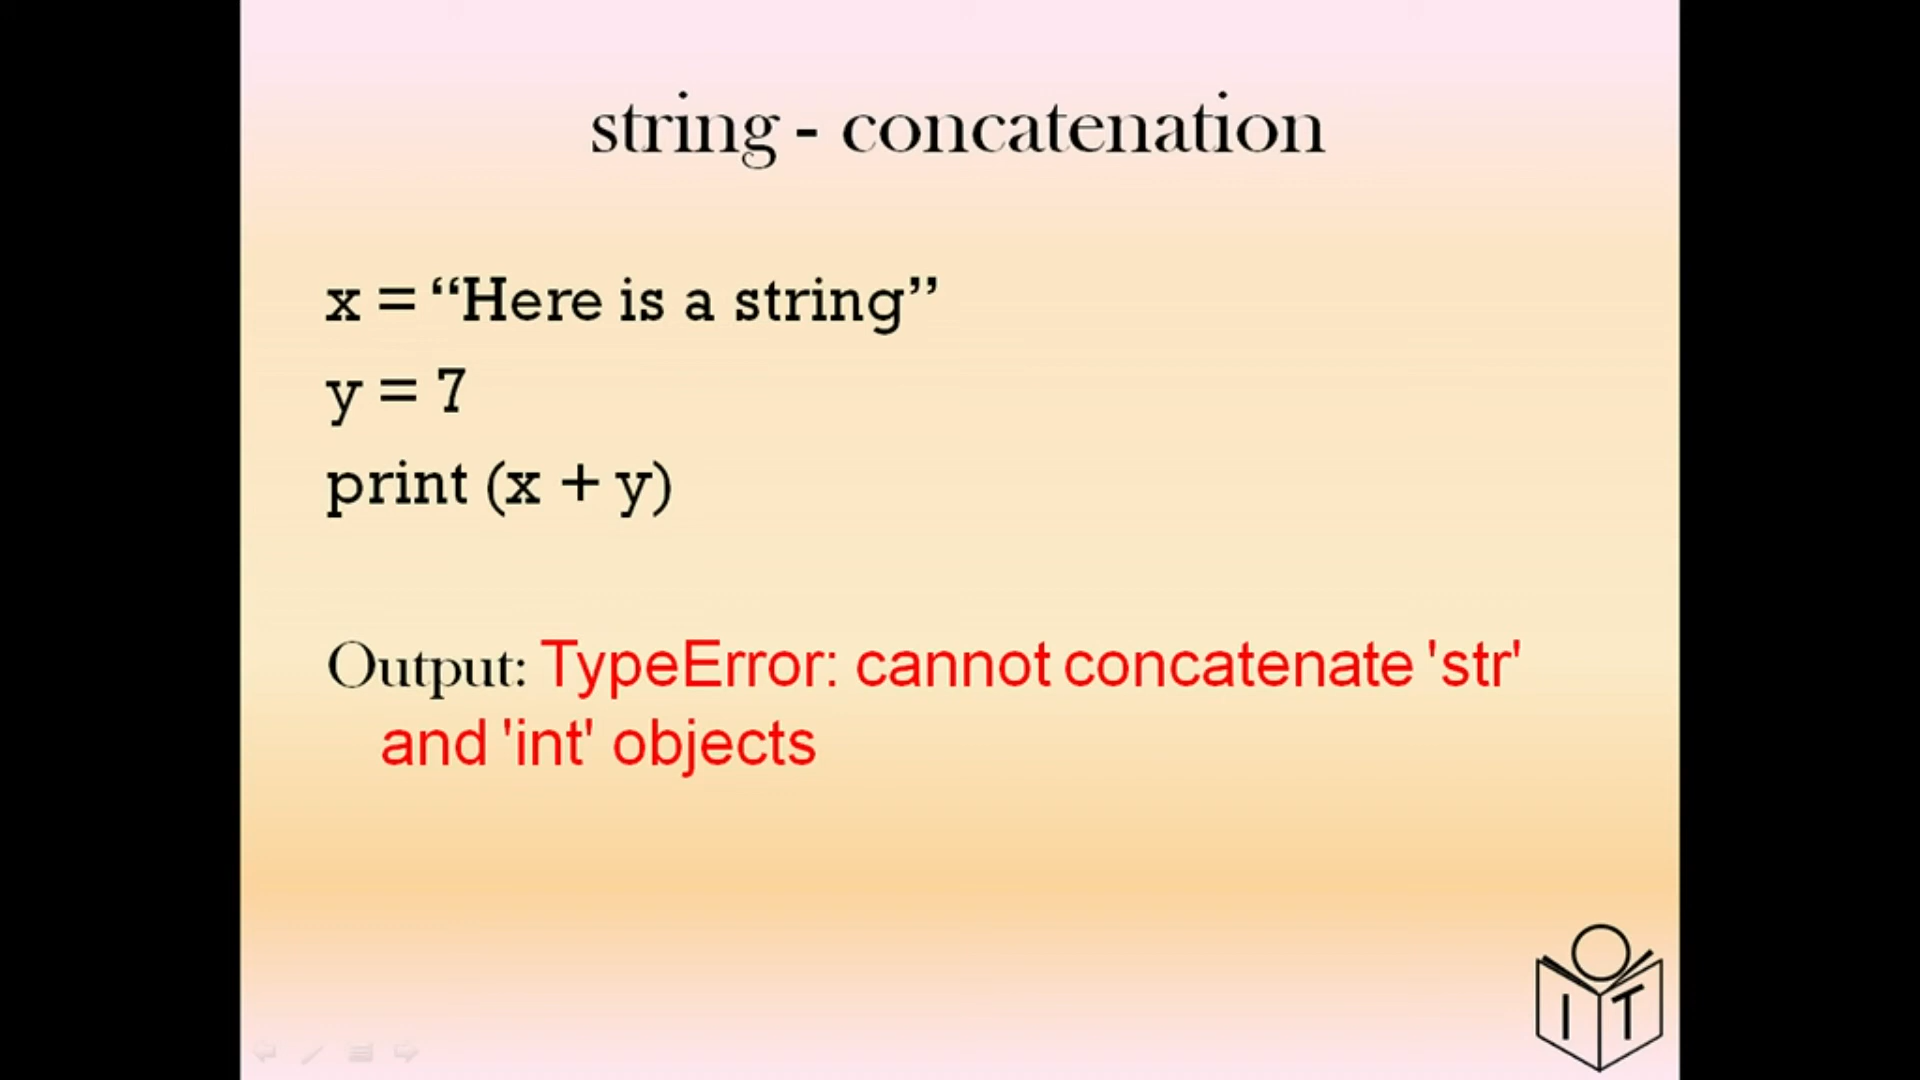 string - concatenation
x = “Here is a string”
y = 7
print (x + y)
Output: TypeError: cannot concatenate 'str'
and 'int' objects
I T